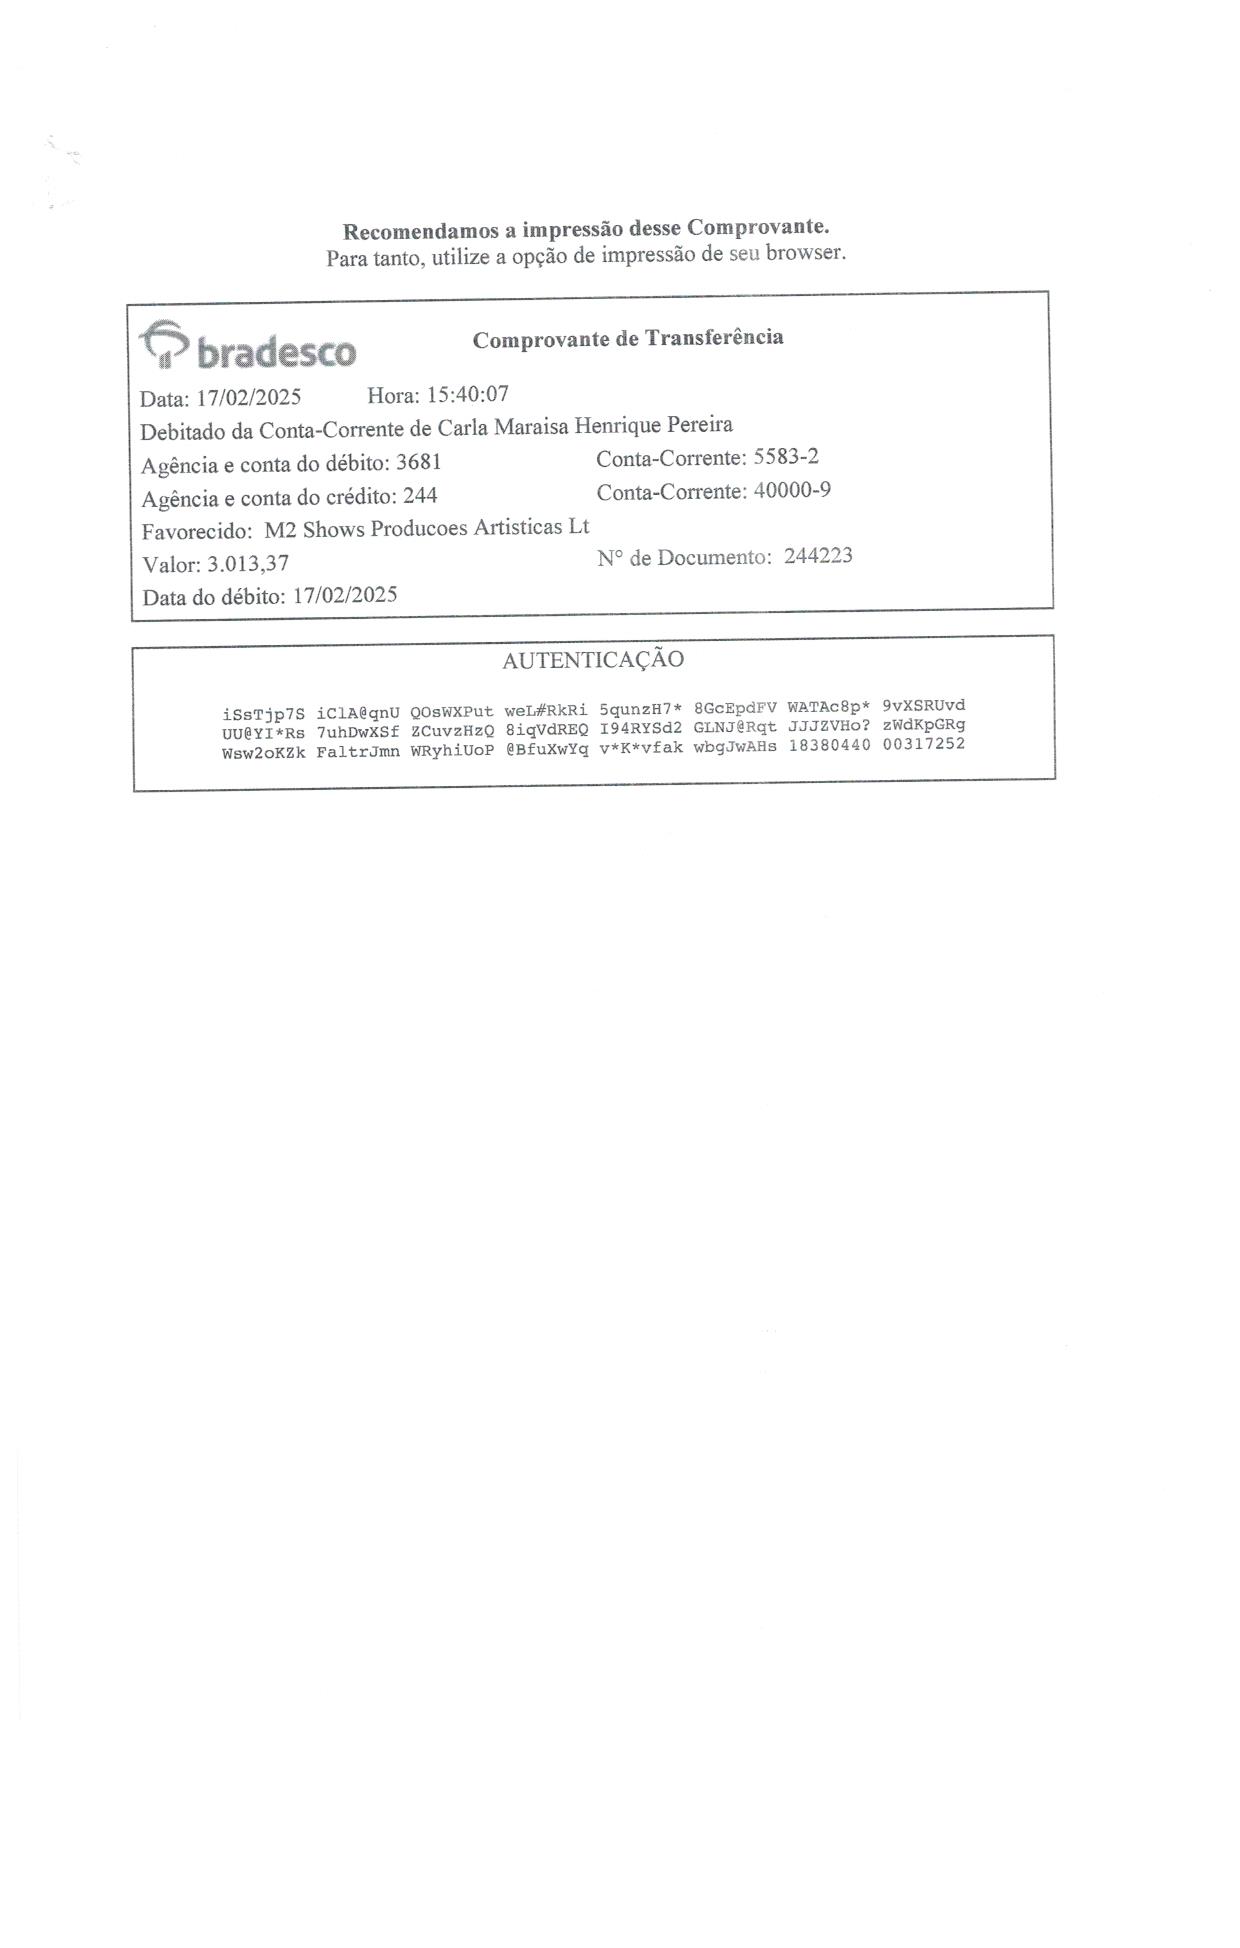 Recomendamos a impressão desse Comprovante.
Para tanto, utilize a opção de impressão de seu browser.
bradesco
Comprovante de Transferência
Data: 17/02/2025 Hora: 15:40:07
Debitado da Conta-Corrente de Carla Maraisa Henrique Pereira
Agência e conta do débito: 3681 Conta-Corrente: 5583-2
Agência e conta do crédito: 244 Conta-Corrente: 40000-9
Favorecido: M2 Shows Producoes Artisticas Lt
Valor: 3.013,37 N° de Documento: 244223
Data do débito: 17/02/2025
AUTENTICAÇÃO
iSsTjp7S iClA@qnU QOsWXPut weL#RkRi 5qunzH7* 8GcEpdFV WATAc8p* 9vXSRUvd
UU@YI*Rs 7uhDwXSf ZCuvzHzQ 8iqVdREQ I94RYSd2 GLNJ@Rqt JJJZVHo? zWdKpGRg
Wsw2oKZk FaltrJmn WRyhiUoP @BfuXwYq v*K*vfak wbgJwAHs 18380440 00317252